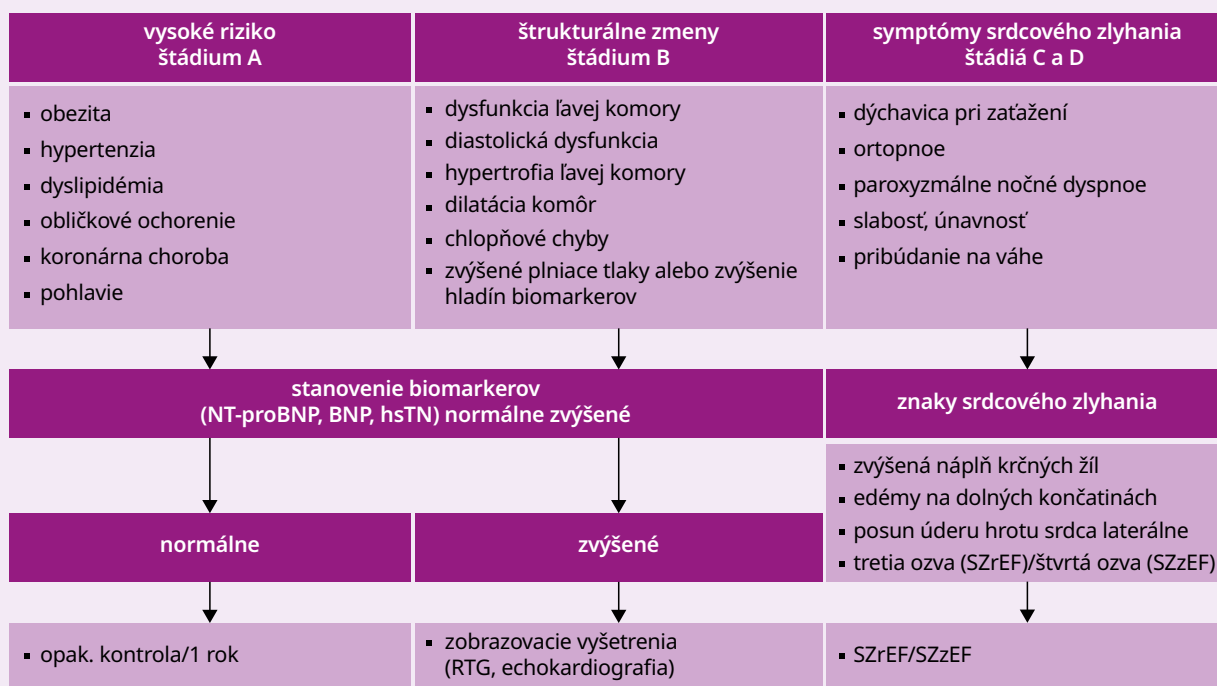 vysoké riziko
štádium A
obezita
hypertenzia
dyslipidémia
obličkové ochorenie
koronárna choroba
pohlavie
štrukturálne zmeny
štádium B
dysfunkcia ľavej komory
diastolická dysfunkcia
hypertrofia ľavej komory
dilatácia komôr
chlopňové chyby
zvýšené plniace tlaky alebo zvýšenie
hladín biomarkerov
symptómy srdcového zlyhania
štádiá C a D
dýchavica pri zaťažení
ortopnoe
paroxyzmálne nočné dyspnoe
slabosť, únavnosť
pribúdanie na váhe
stanovenie biomarkerov
(NT-proBNP, BNP, hsTN) normálne zvýšené
znaky srdcového zlyhania
zvýšená náplň krčných žíl
edémy na dolných končatinách
posun úderu hrotu srdca laterálne
tretia ozva (SZrEF)/štvrtá ozva (SZzEF)
normálne
zvýšené
opak. kontrola/1 rok
zobrazovacie vyšetrenia
(RTG, echokardiografia)
SZrEF/SZzEF